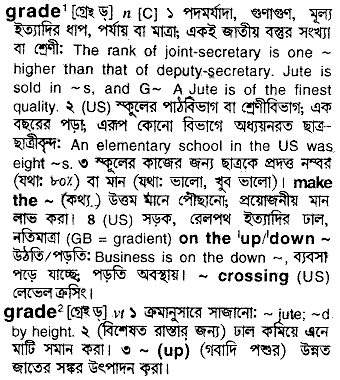 grade¹ [গ্রেইড্] n [C] ১ পদমর্যাদা, গুণাগুণ, মূল্য
ইত্যাদির ধাপ, পর্যায় বা মাত্রা; একই জাতীয় বস্তুর সংখ্যা
বা শ্রেণী: The rank of joint-secretary is one ~
higher than that of deputy-secretary. Jute is
sold in ~s, and G~ A Jute is of the finest
quality. ২ (US) স্কুলের পাঠবিভাগ বা শ্রেণীবিভাগ; এক
বছরের পড়া; এরূপ কোনো বিভাগে অধ্যয়নরত ছাত্র-
ছাত্রীবৃন্দ: An elementary school in the US was
eight ~s. ৩ স্কুলের কাজের জন্য ছাত্রকে প্রদত্ত নম্বর
(যথা: ৮০%) বা মান (যথা: ভালো, খুব ভালো)। make
the ~ (কথ্য.) উত্তম মানে পৌছানো; প্রয়োজনীয় মান
লাভ করা। ৪ (US) সড়ক, রেলপথ ইত্যাদির ঢাল,
নতিমাত্রা (GB = gradient) on the ˈup/ˈdown ~
উঠতি/পড়তি: Business is on the down ~, ব্যবসা
পড়ে যাচ্ছে; পড়তি অবস্থায়। ~ crossing (US)
লেভেল ক্রসিং।
grade² [গ্রেইড্] vt ১ ক্রমানুসারে সাজানো: ~ jute; ~d
by height. ২ (বিশেষত রাস্তার জন্য) ঢাল কমিয়ে এনে
মাটি সমান করা। ৩ ~ (up) (গবাদি পশুর) উন্নত
জাতের সঙ্কর উৎপাদন করা।